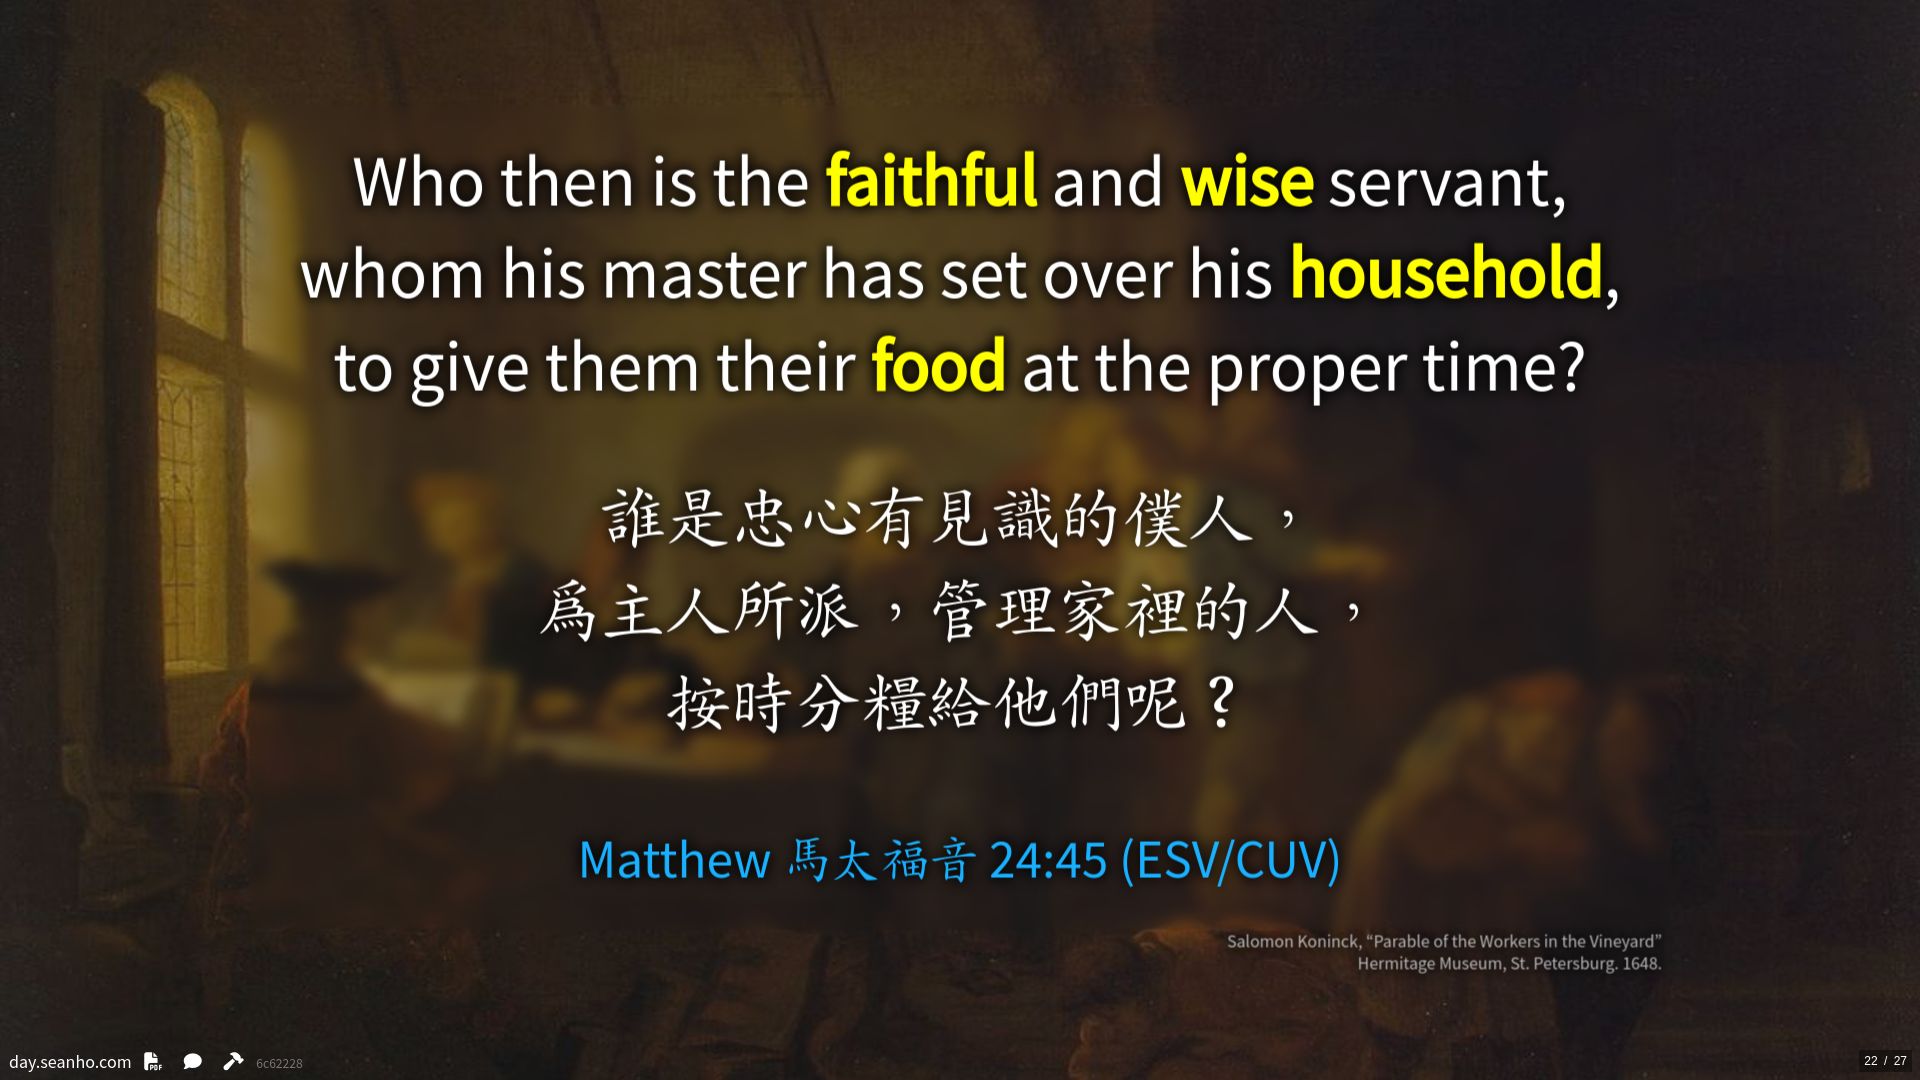 Who then is the faithful and wise servant,
whom his master has set over his household,
to give them their food at the proper time?
誰是忠心有見識的僕人，
爲主人所派，管理家裡的人，
按時分糧給他們呢？
Matthew 馬太福音 24:45 (ESV/CUV)
Salomon Koninck, “Parable of the Workers in the Vineyard”
Hermitage Museum, St. Petersburg. 1648.
day.seanho.com PDF 6c62228
22 / 27